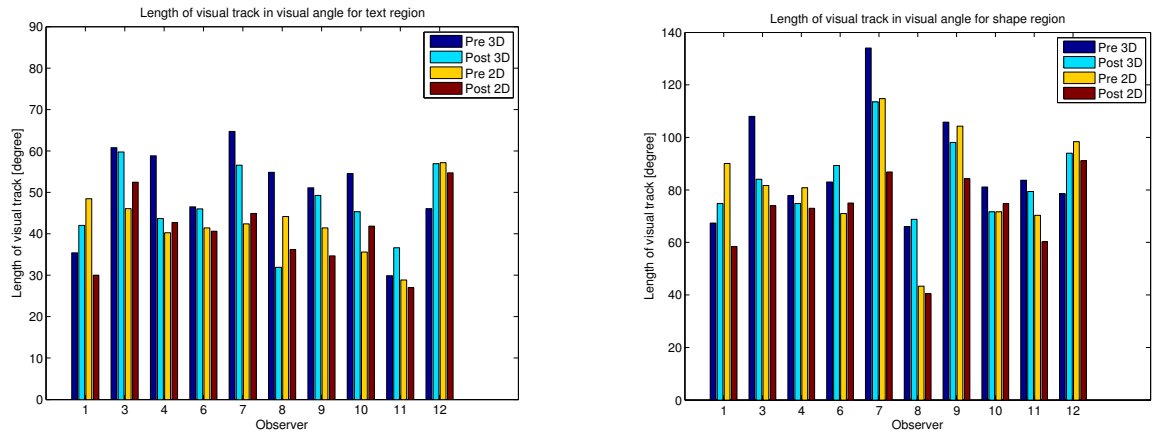 Length of visual track in visual angle for text region
90
80
70
60
50
40
30
20
10
0
Length of visual track [degree]
Pre 3D
Post 3D
Pre 2D
Post 2D
1 3 4 6 7 8 9 10 11 12
Observer
Length of visual track in visual angle for shape region
140
120
100
80
60
40
20
0
Length of visual track [degree]
Pre 3D
Post 3D
Pre 2D
Post 2D
1 3 4 6 7 8 9 10 11 12
Observer